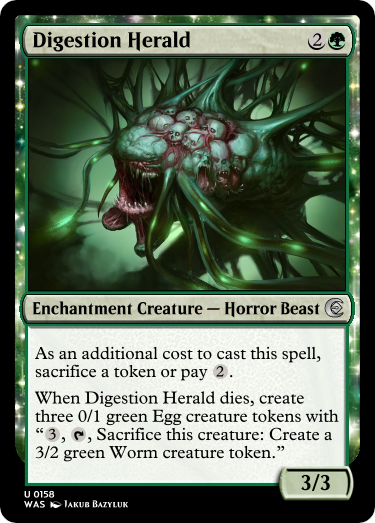 Digestion Herald 2
Enchantment Creature — Horror Beast
As an additional cost to cast this spell,
sacrifice a token or pay 2.
When Digestion Herald dies, create
three 0/1 green Egg creature tokens with
“3, , Sacrifice this creature: Create a
3/2 green Worm creature token.”
3/3
U 0158
WAS Jakub Bazyluk